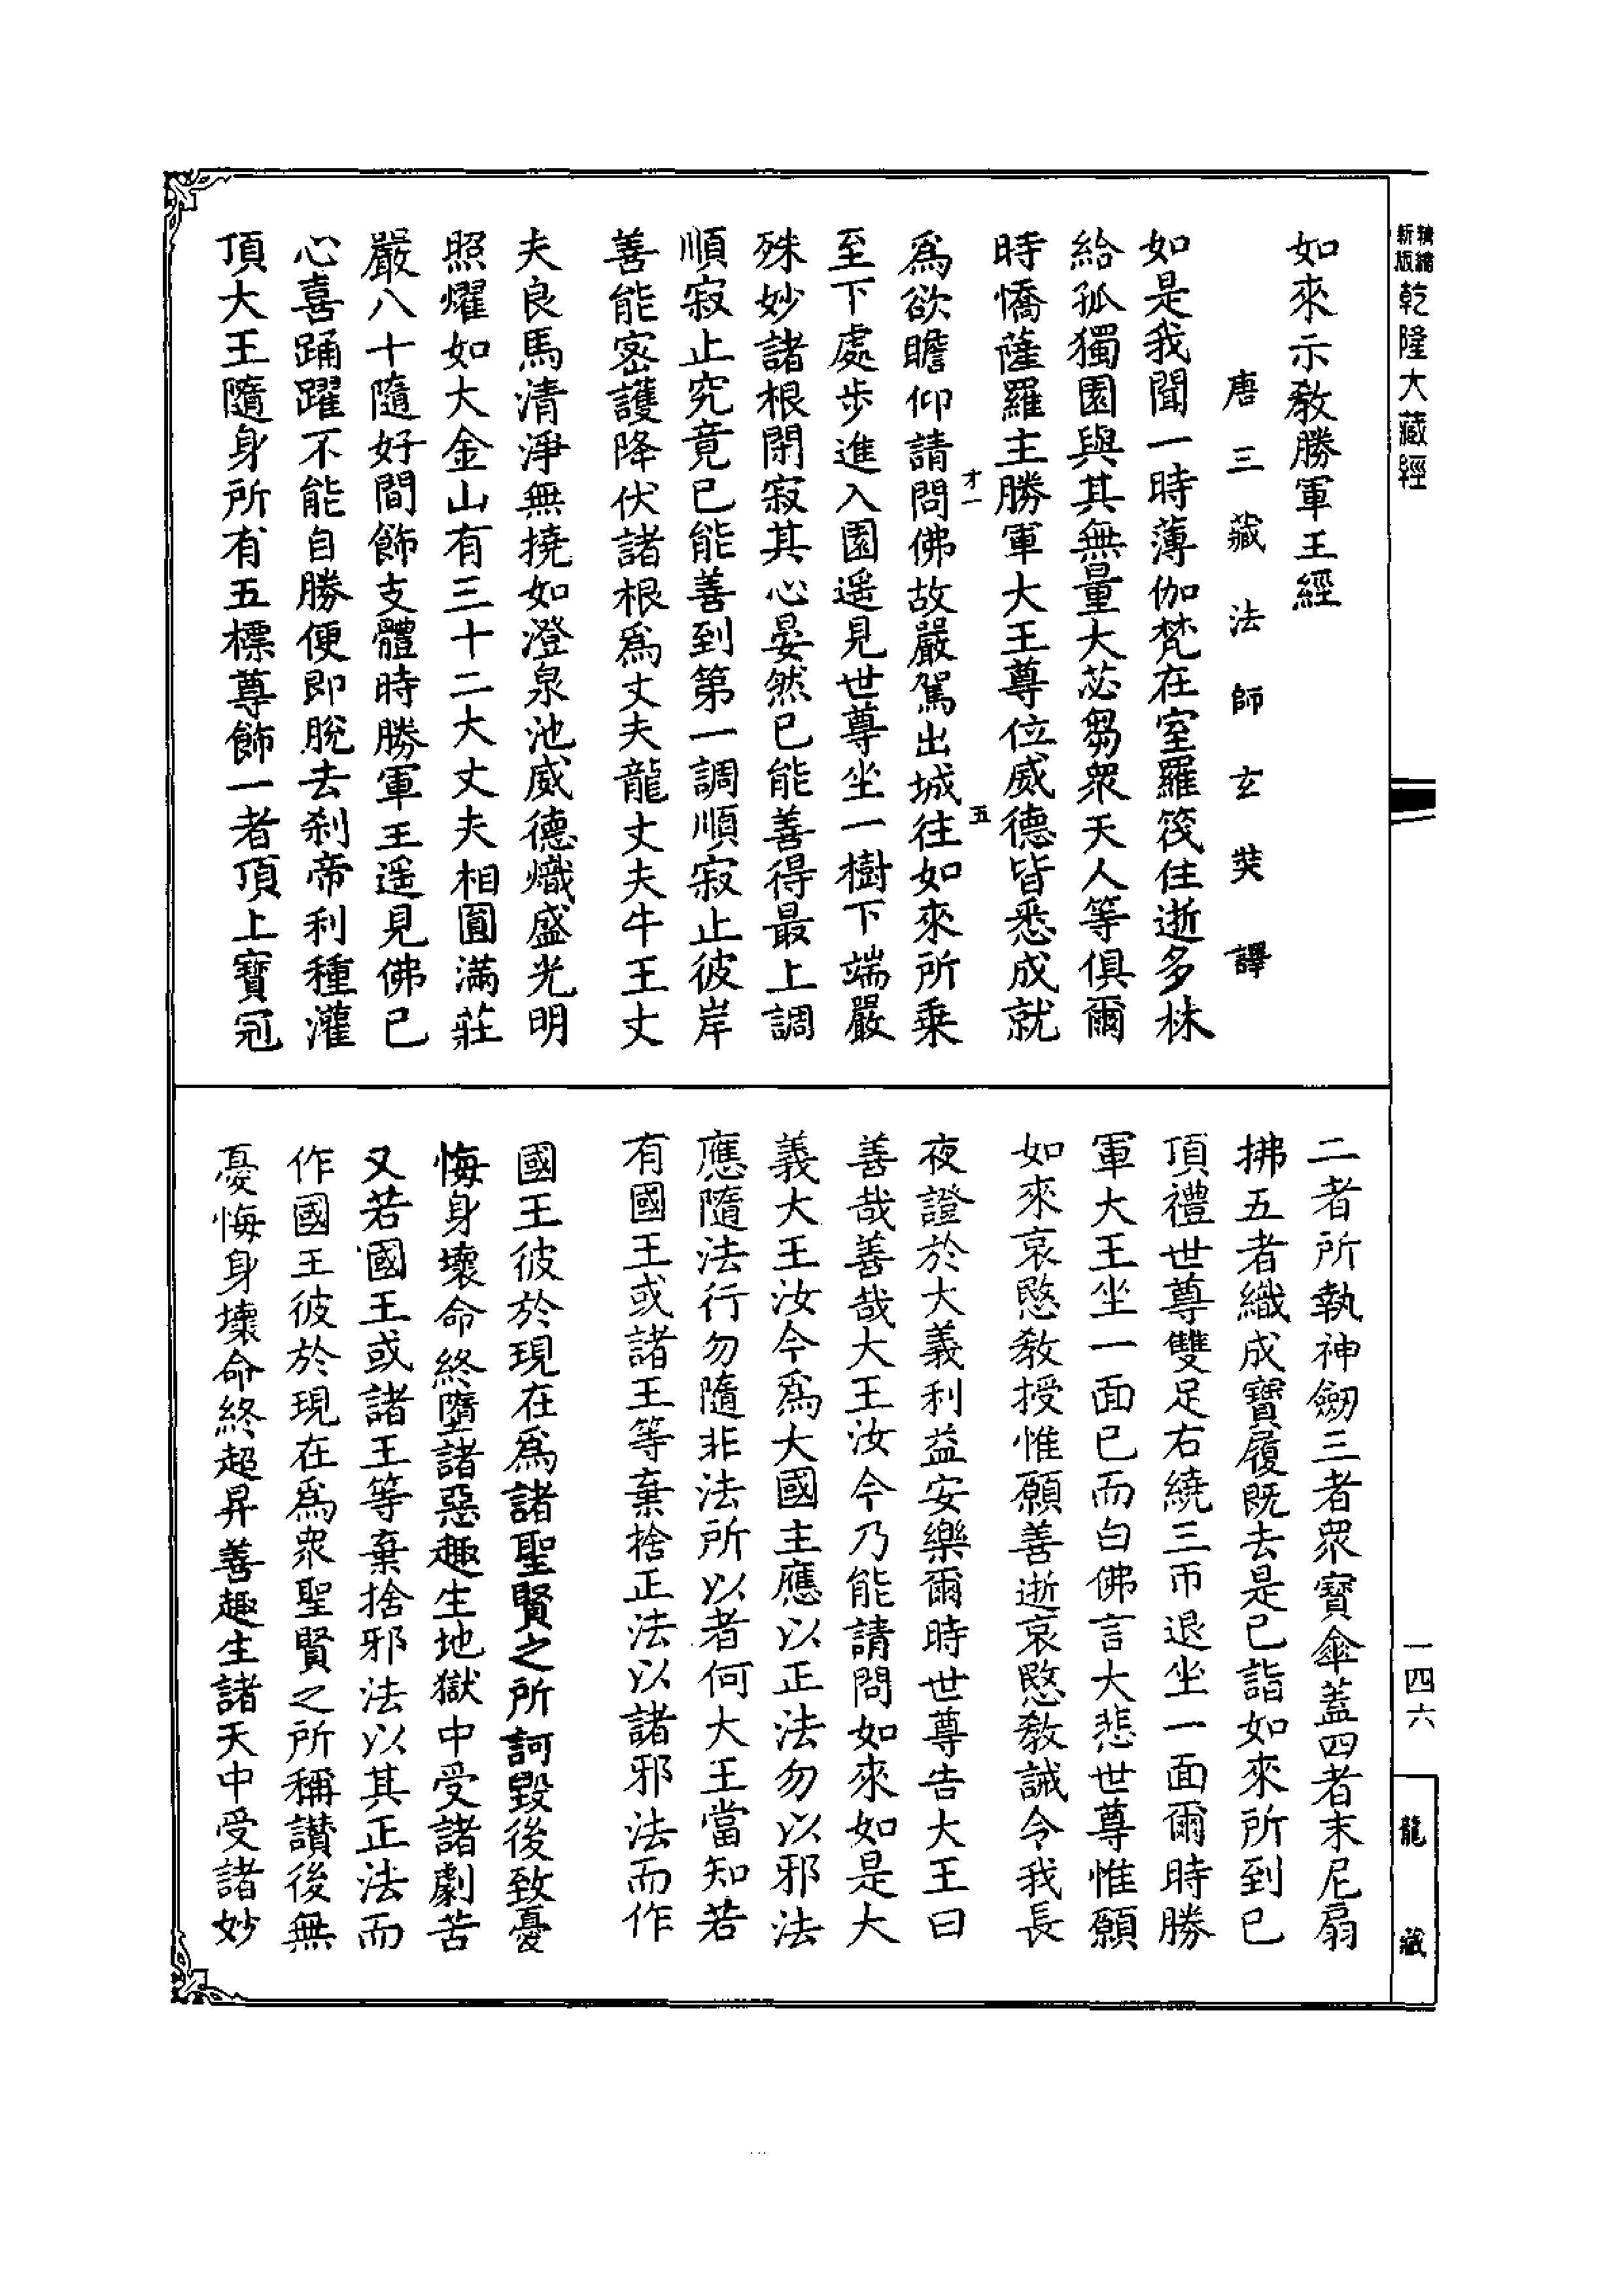 精縮新版乾隆大藏經
如來示教勝軍王經
唐三藏法師玄奘譯
如是我聞一時薄伽梵在室羅筏住逝多林
給孤獨園與其無量大苾芻眾天人等俱爾
時憍薩羅主勝軍大王尊位威德皆悉成就
才一
五
為欲瞻仰請問佛故嚴駕出城往如來所乘
至下處步進入園遥見世尊坐一樹下端嚴
殊妙諸根閑寂其心晏然已能善得最上調
順寂止究竟已能善到第一調順寂止彼岸
善能密護降伏諸根爲丈夫龍丈夫牛王丈
夫良馬清淨無撓如澄泉池威德熾盛光明
照燿如大金山有三十二大丈夫相圓滿莊
嚴八十隨好間飾支體時勝軍王遥見佛已
心喜踊躍不能自勝便即脫去刹帝利種灌
頂大王隨身所有五標尊飾一者頂上寶冠
二者所執神劒三者眾寶傘蓋四者末尼扇
拂五者織成寶履既去是已詣如來所到已
頂禮世尊雙足右繞三帀退坐一面爾時勝
軍大王坐一面已而白佛言大悲世尊惟願
如來哀愍教授惟願善逝哀愍教誡令我長
夜證於大義利益安樂爾時世尊告大王曰
善哉善哉大王汝今乃能請問如來如是大
義大王汝今爲大國主應以正法勿以邪法
應隨法行勿隨非法所以者何大王當知若
有國王或諸王等棄捨正法以諸邪法而作
國王彼於現在爲諸聖賢之所訶毀後致憂
悔身壞命終墮諸惡趣生地獄中受諸劇苦
又若國王或諸王等棄捨邪法以其正法而
作國王彼於現在爲眾聖賢之所稱讚後無
憂悔身壞命終超昇善趣生諸天中受諸妙
一四六
龍藏